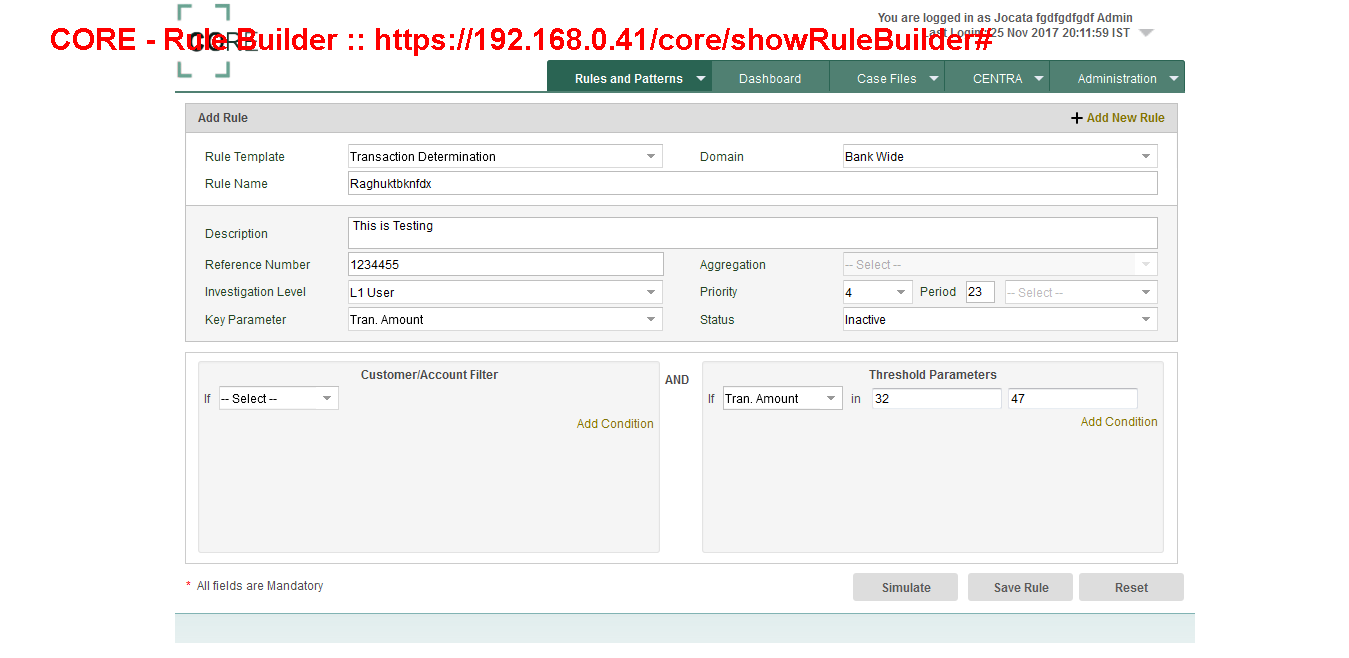 You are logged in as Jocata fgdfgdfgdf Admin
CORE - Rule Builder :: https://192.168.0.41/core/showRuleBuilder#
CORE
Last Login : 25 Nov 2017 20:11:59 IST
Rules and Patterns Dashboard Case Files CENTRA Administration
Add Rule + Add New Rule
Rule Template Transaction Determination Domain Bank Wide
Rule Name Raghuktbknfdx
Description This is Testing
Reference Number 1234455 Aggregation -- Select --
Investigation Level L1 User Priority 4 Period 23 -- Select --
Key Parameter Tran. Amount Status Inactive
Customer/Account Filter AND Threshold Parameters
If -- Select -- If Tran. Amount in 32 47
Add Condition Add Condition
* All fields are Mandatory Simulate Save Rule Reset